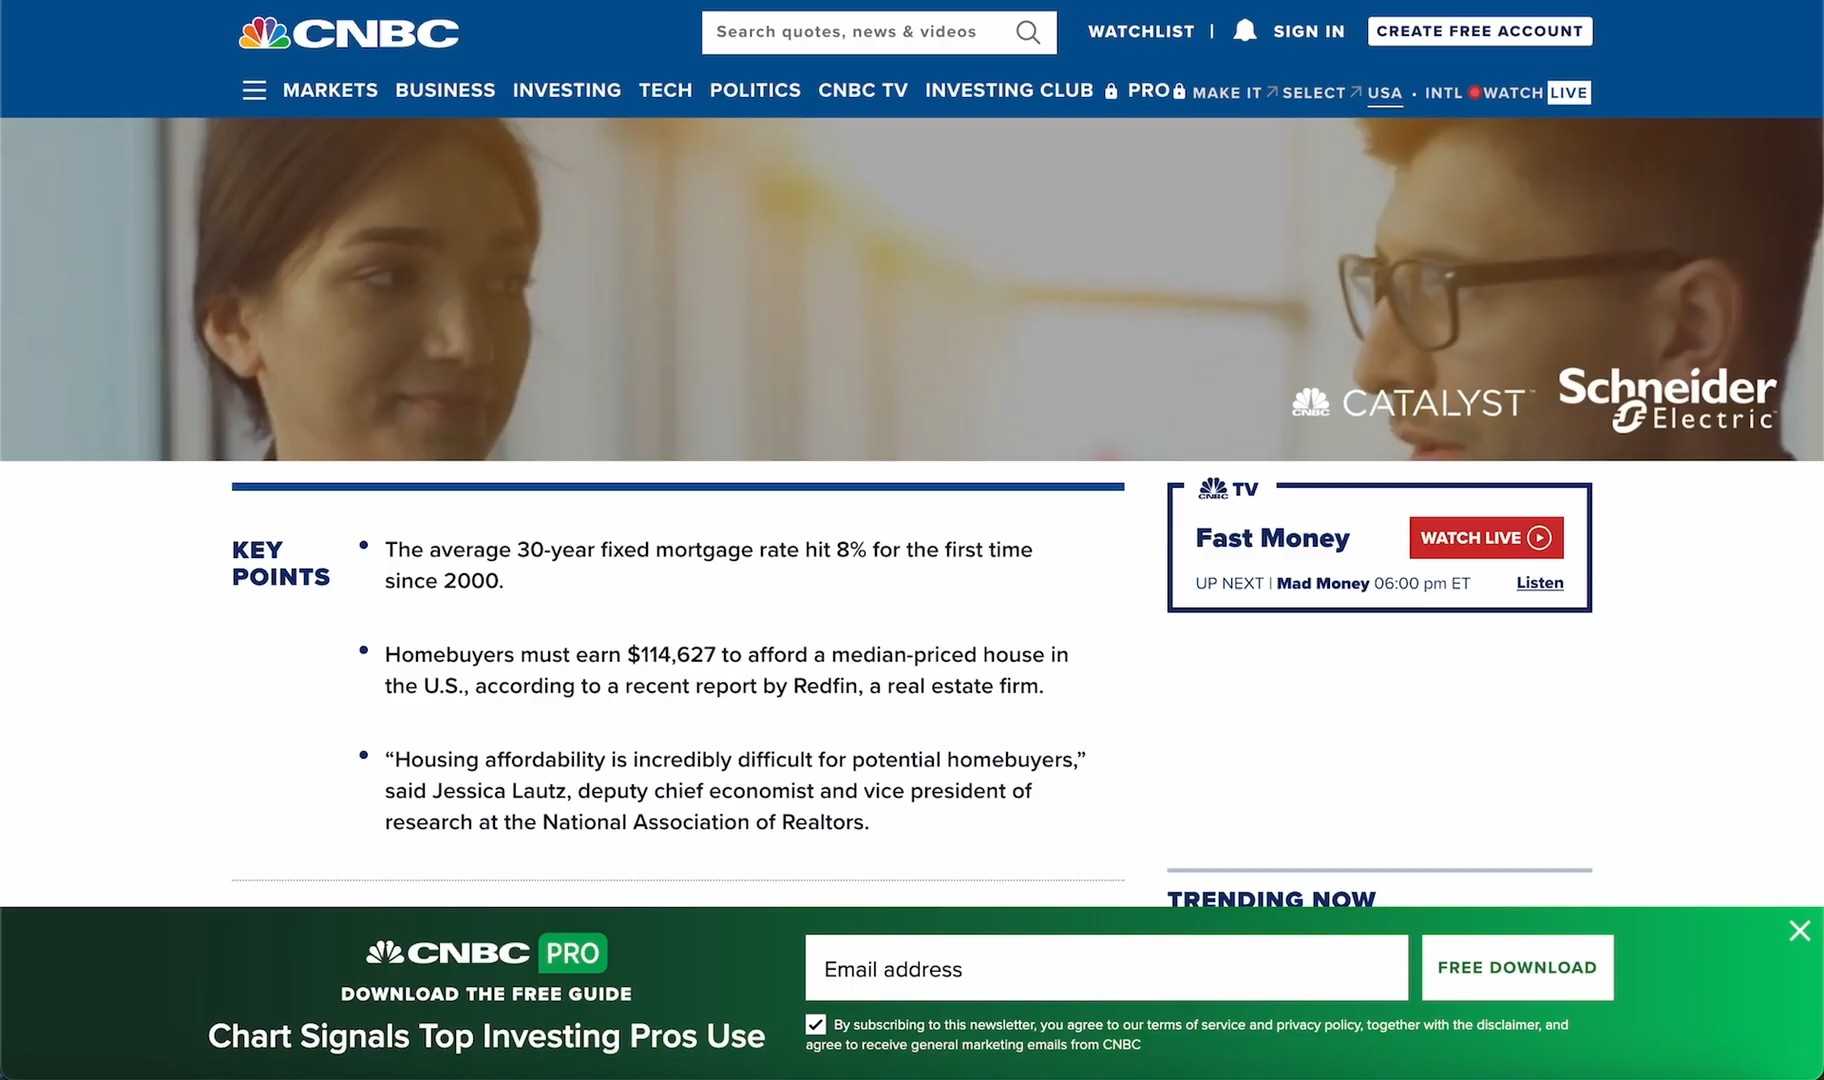 CNBC
Search quotes, news & videos
WATCHLIST |
SIGN IN
CREATE FREE ACCOUNT
MARKETS BUSINESS INVESTING TECH POLITICS CNBC TV INVESTING CLUB PRO MAKE IT SELECT USA · INTL WATCH LIVE
CNBC CATALYST™
Schneider
Electric™
KEY
POINTS
• The average 30-year fixed mortgage rate hit 8% for the first time
since 2000.
• Homebuyers must earn $114,627 to afford a median-priced house in
the U.S., according to a recent report by Redfin, a real estate firm.
• “Housing affordability is incredibly difficult for potential homebuyers,”
said Jessica Lautz, deputy chief economist and vice president of
research at the National Association of Realtors.
CNBC TV
Fast Money
WATCH LIVE
UP NEXT | Mad Money 06:00 pm ET
Listen
TRENDING NOW
CNBC PRO
DOWNLOAD THE FREE GUIDE
Chart Signals Top Investing Pros Use
Email address
FREE DOWNLOAD
By subscribing to this newsletter, you agree to our terms of service and privacy policy, together with the disclaimer, and
agree to receive general marketing emails from CNBC